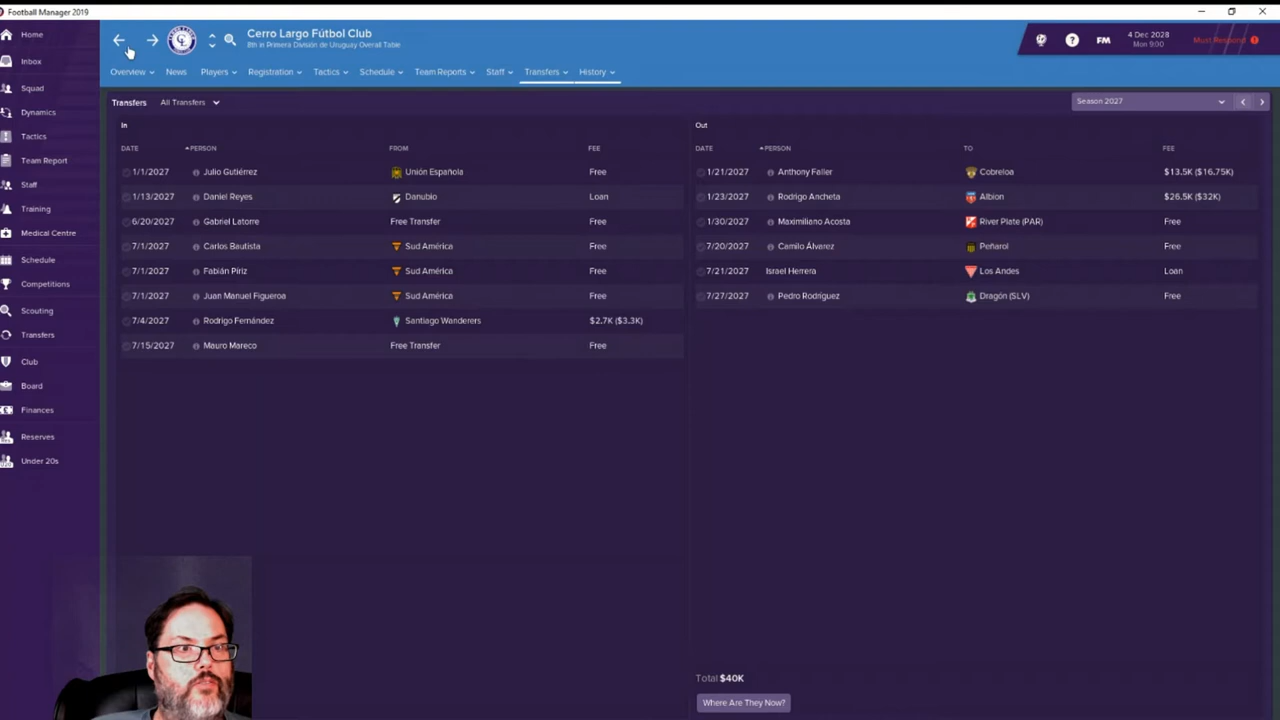 Football Manager 2019
Home
Inbox
Squad
Dynamics
Tactics
Team Report
Staff
Training
Medical Centre
Schedule
Competitions
Scouting
Transfers
Club
Board
Finances
Reserves
Under 20s
Cerro Largo Fútbol Club
8th in Primera División de Uruguay Overall Table
FM
4 Dec 2028
Mon 9:00
Must Respond
Overview News Players Registration Tactics Schedule Team Reports Staff Transfers History
Transfers All Transfers
Season 2027
In
DATE PERSON FROM FEE
1/1/2027 Julio Gutiérrez Unión Española Free
1/13/2027 Daniel Reyes Danubio Loan
6/20/2027 Gabriel Latorre Free Transfer Free
7/1/2027 Carlos Bautista Sud América Free
7/1/2027 Fabián Píriz Sud América Free
7/1/2027 Juan Manuel Figueroa Sud América Free
7/4/2027 Rodrigo Fernández Santiago Wanderers $2.7K ($3.3K)
7/15/2027 Mauro Mareco Free Transfer Free
Out
DATE PERSON TO FEE
1/21/2027 Anthony Faller Cobreloa $13.5K ($16.75K)
1/23/2027 Rodrigo Ancheta Albion $26.5K ($32K)
1/30/2027 Maximiliano Acosta River Plate (PAR) Free
7/20/2027 Camilo Álvarez Peñarol Free
7/21/2027 Israel Herrera Los Andes Loan
7/27/2027 Pedro Rodríguez Dragón (SLV) Free
Total $40K
Where Are They Now?